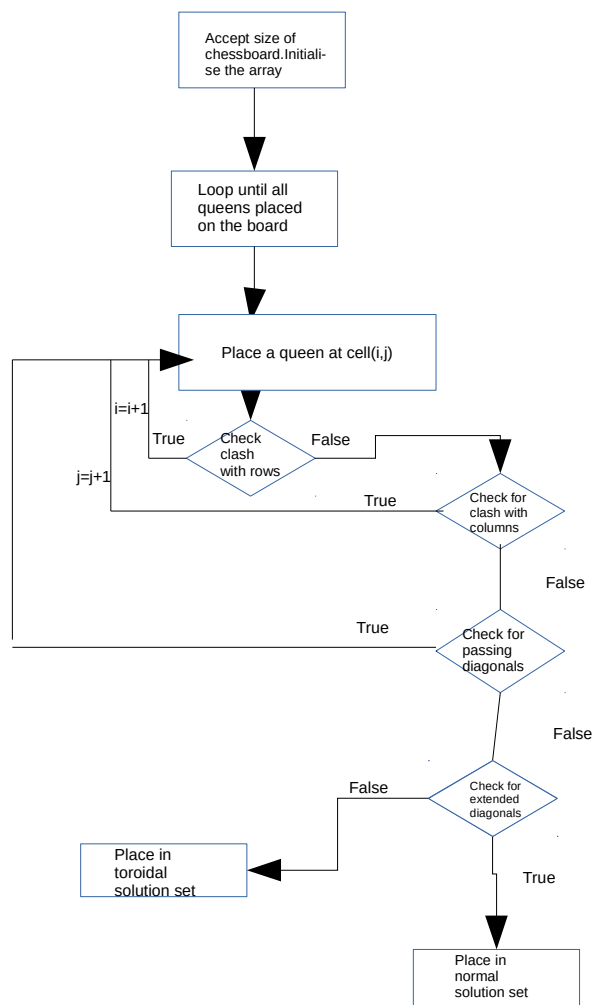 Accept size of
chessboard.Initiali-
se the array
Loop until all
queens placed
on the board
Place a queen at cell(i,j)
i=i+1
True
Check
clash
with rows
False
j=j+1
True
Check for
clash with
columns
False
True
Check for
passing
diagonals
False
False
Check for
extended
diagonals
Place in
toroidal
solution set
True
Place in
normal
solution set